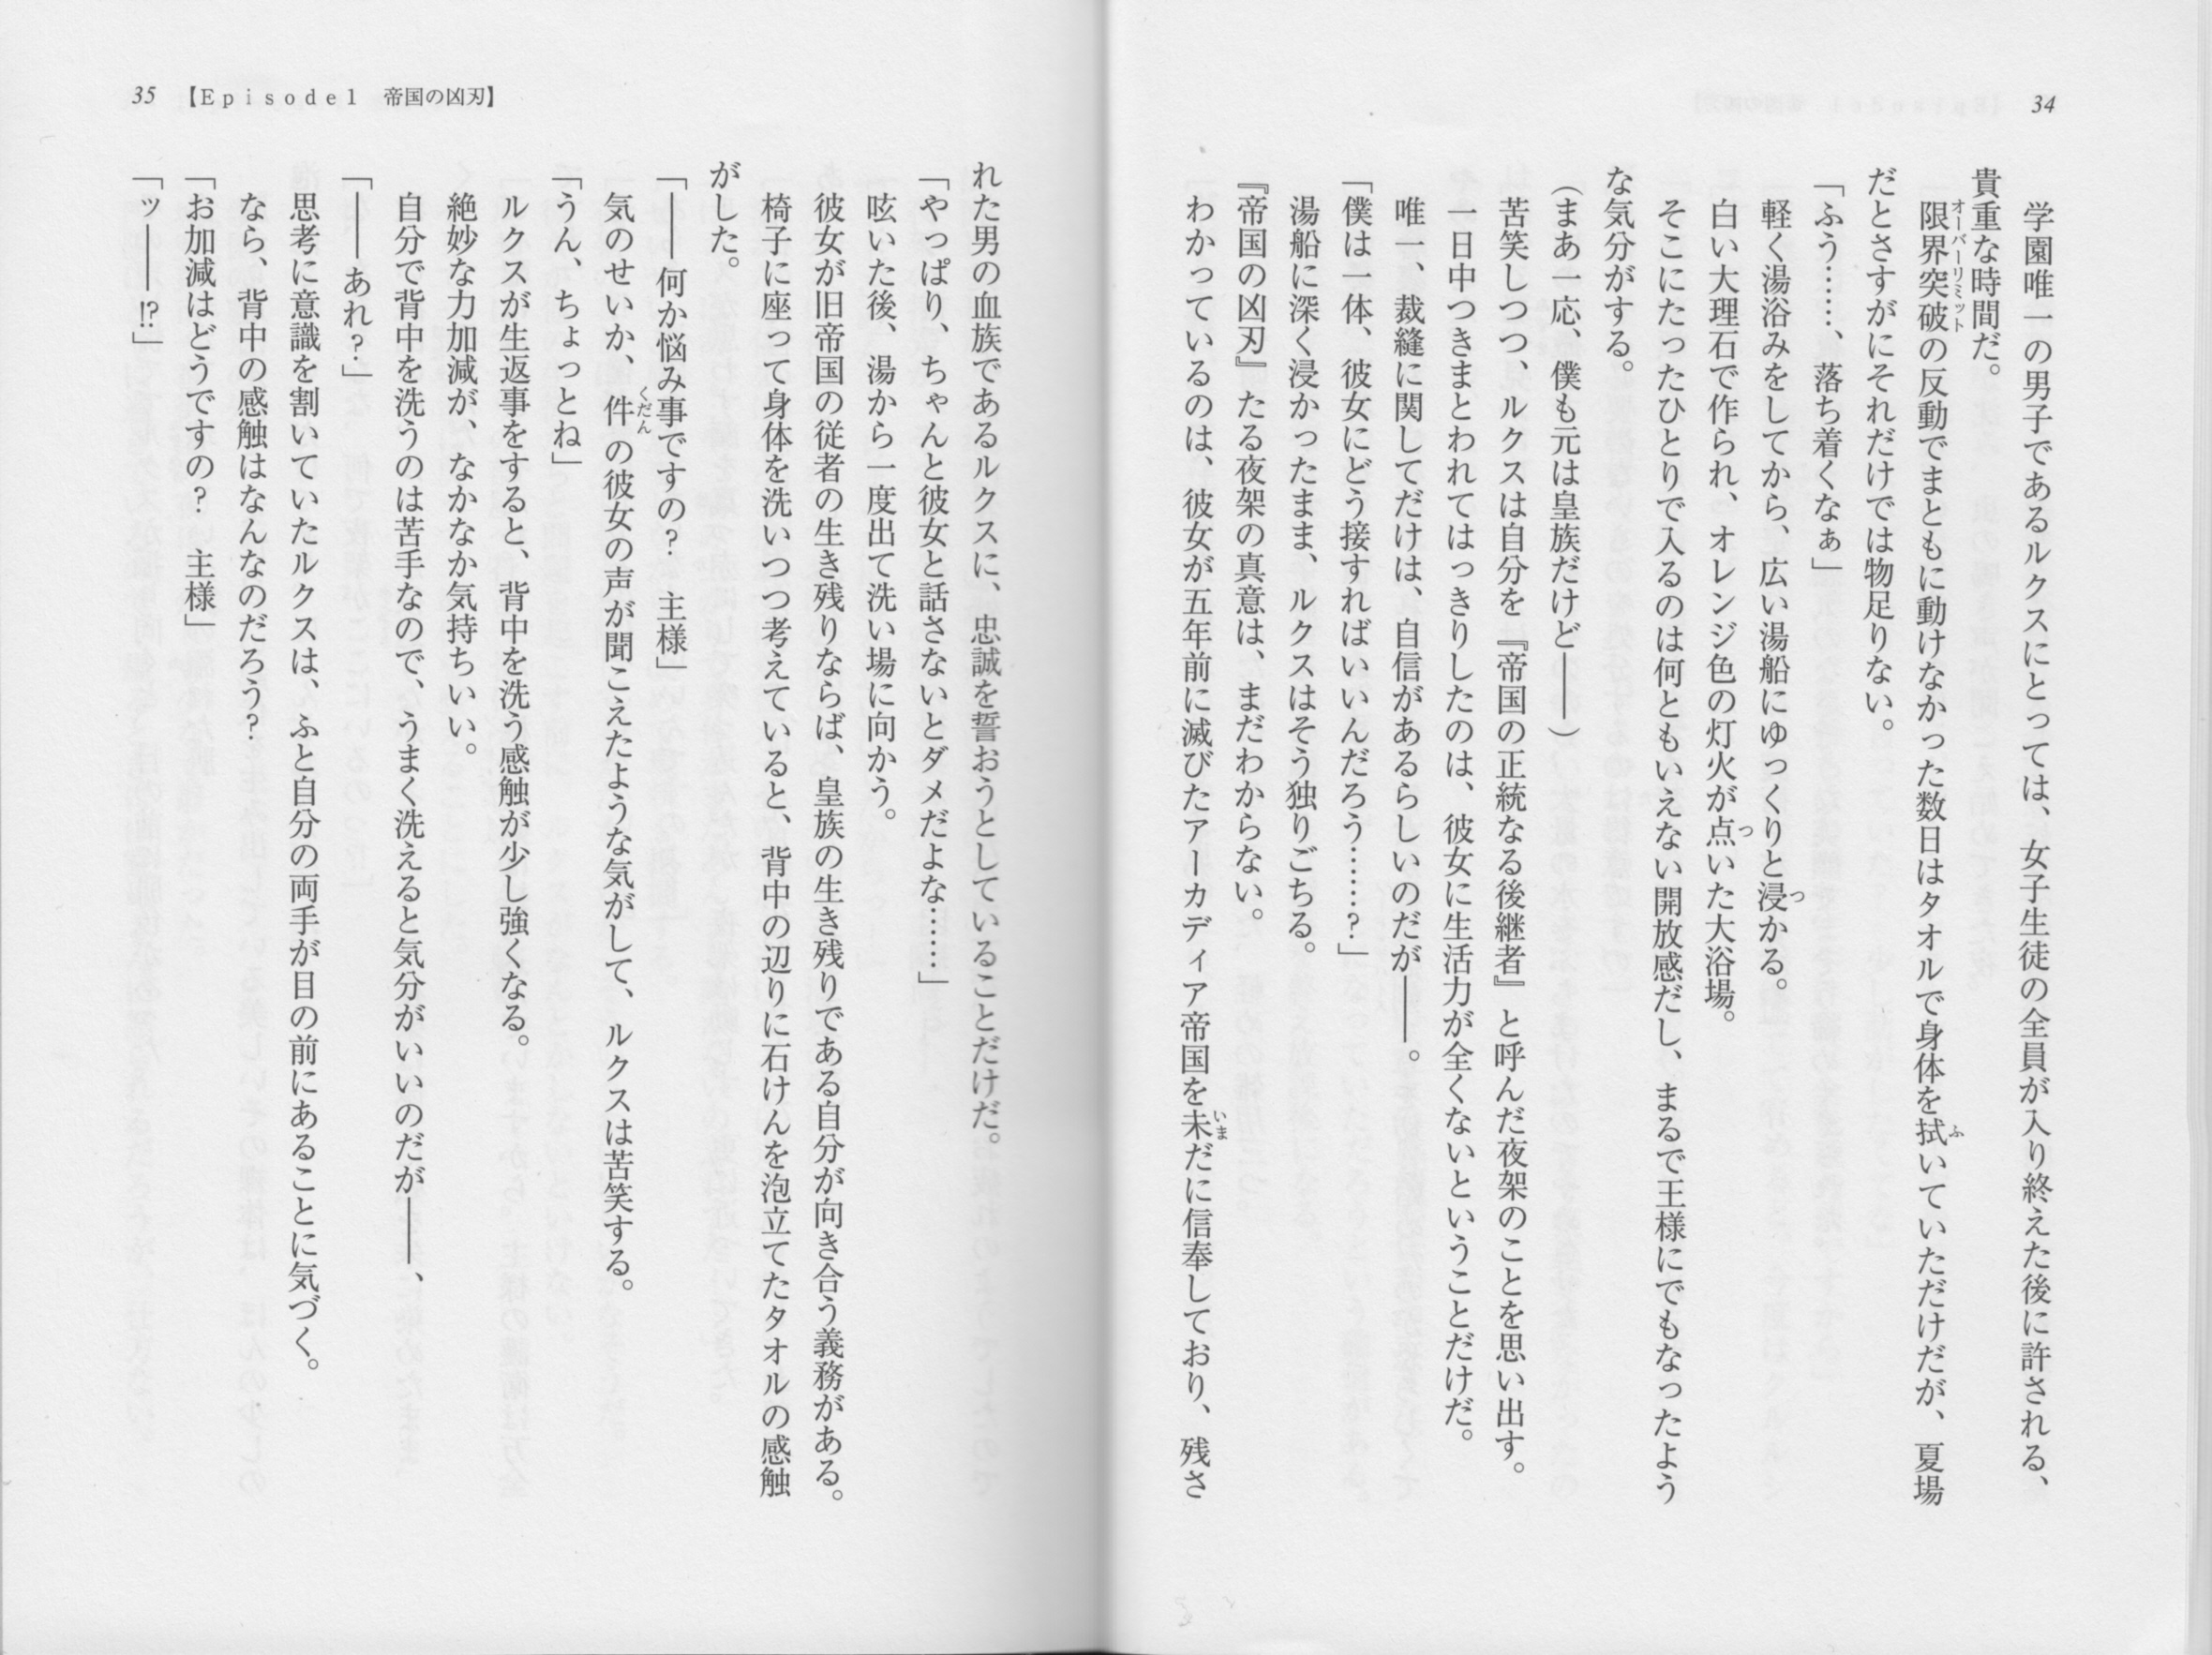 34
学園唯一の男子であるルクスにとっては、女子生徒の全員が入り終えた後に許される、
貴重な時間だ。
限界突破の反動でまともに動けなかった数日はタオルで身体を拭いていただけだが、夏場
オーバーリミット
ふ
だとさすがにそれだけでは物足りない。
「ふう……、落ち着くなぁ」
軽く湯浴みをしてから、広い湯船にゆっくりと浸かる。
つ
白い大理石で作られ、オレンジ色の灯火が点いた大浴場。
つ
そこにたったひとりで入るのは何ともいえない開放感だし、まるで王様にでもなったよう
な気分がする。
(まあ一応、僕も元は皇族だけど――)
苦笑しつつ、ルクスは自分を『帝国の正統なる後継者』と呼んだ夜架のことを思い出す。
一日中つきまとわれてはっきりしたのは、彼女に生活力が全くないということだけだ。
唯一、裁縫に関してだけは、自信があるらしいのだが――。
「僕は一体、彼女にどう接すればいいんだろう……?」
湯船に深く浸かったまま、ルクスはそう独りごちる。
『帝国の凶刃』たる夜架の真意は、まだわからない。
わかっているのは、彼女が五年前に滅びたアーカディア帝国を未だに信奉しており、残さ
いま
35 【Episode1 帝国の凶刃】
れた男の血族であるルクスに、忠誠を誓おうとしていることだけだ。
「やっぱり、ちゃんと彼女と話さないとダメだよな……」
呟いた後、湯から一度出て洗い場に向かう。
彼女が旧帝国の従者の生き残りならば、皇族の生き残りである自分が向き合う義務がある。
椅子に座って身体を洗いつつ考えていると、背中の辺りに石けんを泡立てたタオルの感触
がした。
「――何か悩み事ですの? 主様」
気のせいか、件の彼女の声が聞こえたような気がして、ルクスは苦笑する。
くだん
「うん、ちょっとね」
ルクスが生返事をすると、背中を洗う感触が少し強くなる。
絶妙な力加減が、なかなか気持ちいい。
自分で背中を洗うのは苦手なので、うまく洗えると気分がいいのだが――、
「――あれ?」
思考に意識を割いていたルクスは、ふと自分の両手が目の前にあることに気づく。
なら、背中の感触はなんなのだろう?
「お加減はどうですの? 主様」
「ッ――!?」